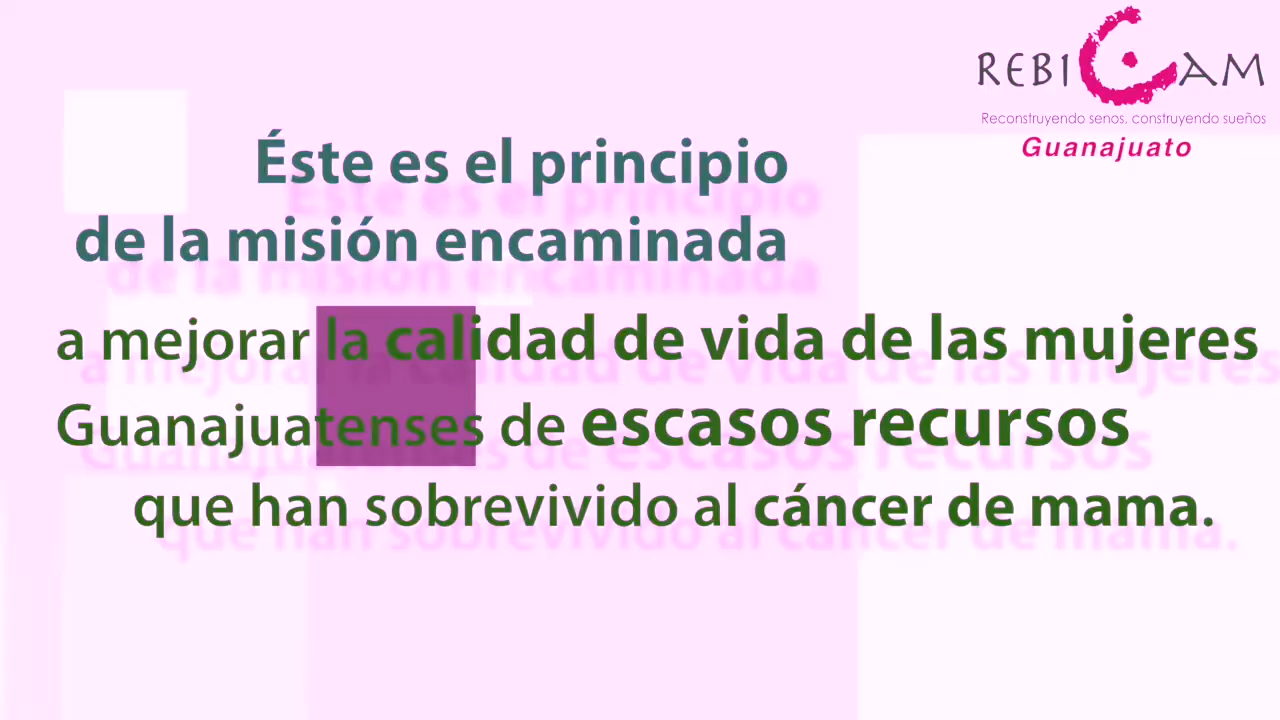 REBICAM
Reconstruyendo senos, construyendo sueños
Guanajuato
Éste es el principio
de la misión encaminada
a mejorar la calidad de vida de las mujeres
Guanajuatenses de escasos recursos
que han sobrevivido al cáncer de mama.